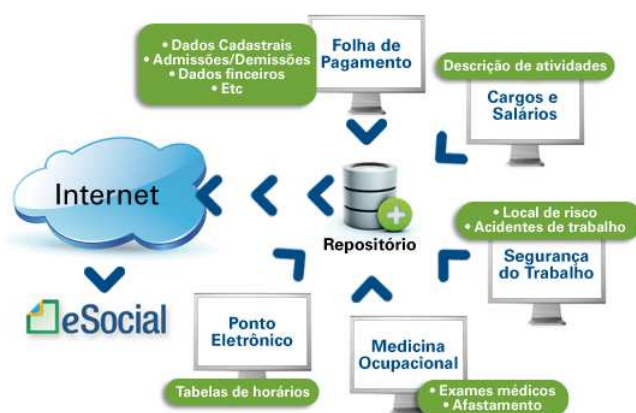 • Dados Cadastrais
• Admissões/Demissões
• Dados finceiros
• Etc
Folha de
Pagamento
Descrição de atividades
Cargos e
Salários
Internet
Repositório
• Local de risco
• Acidentes de trabalho
Segurança
do Trabalho
eSocial
Ponto
Eletrônico
Tabelas de horários
Medicina
Ocupacional
• Exames médicos
• Afastamento